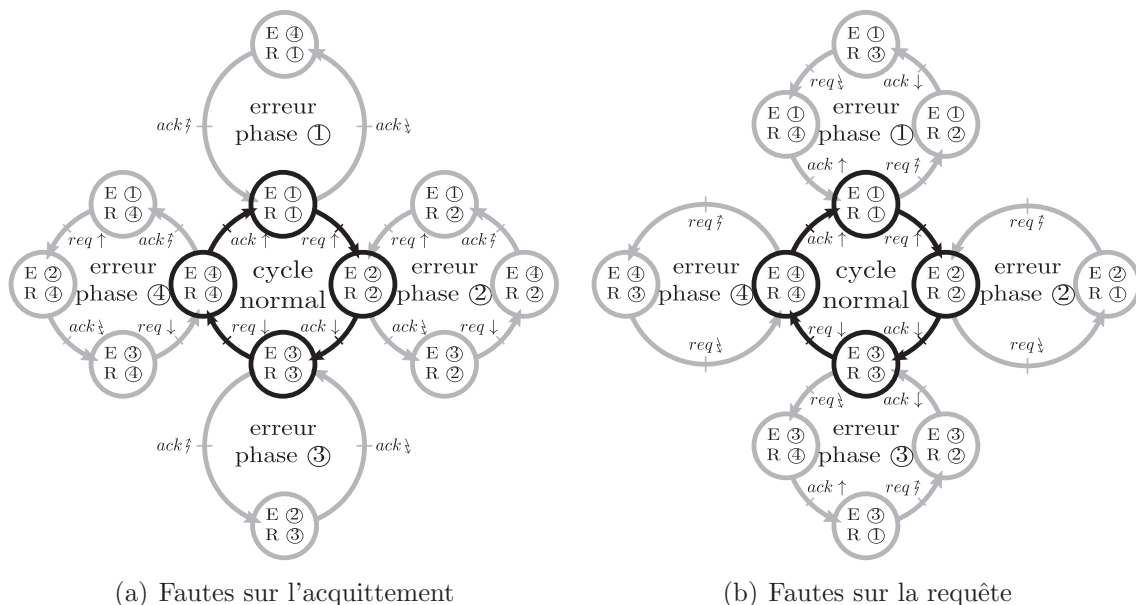 E ④
R ①
erreur
phase ①
ack ↯
ack ↯
E ①
R ①
E ①
R ④
req ↑
ack ↯
E ②
R ④
erreur
phase ④
ack ↯
req ↓
E ③
R ④
E ④
R ④
ack ↑
req ↑
cycle
normal
req ↓
ack ↓
E ②
R ②
E ①
R ②
req ↑
ack ↯
erreur
phase ②
E ④
R ②
ack ↯
req ↓
E ③
R ②
E ③
R ③
erreur
phase ③
ack ↯
ack ↯
E ②
R ③
(a) Fautes sur l'acquittement
E ①
R ③
req ↯
ack ↓
E ①
R ④
erreur
phase ①
E ①
R ②
ack ↑
req ↯
E ①
R ①
req ↯
E ③
R ③
erreur
phase ④
req ↯
E ④
R ④
ack ↑
req ↑
cycle
normal
req ↓
ack ↓
E ②
R ②
req ↯
erreur
phase ②
E ②
R ①
req ↯
E ③
R ③
req ↯
ack ↓
E ③
R ④
erreur
phase ③
E ③
R ②
ack ↑
req ↯
E ③
R ①
(b) Fautes sur la requête